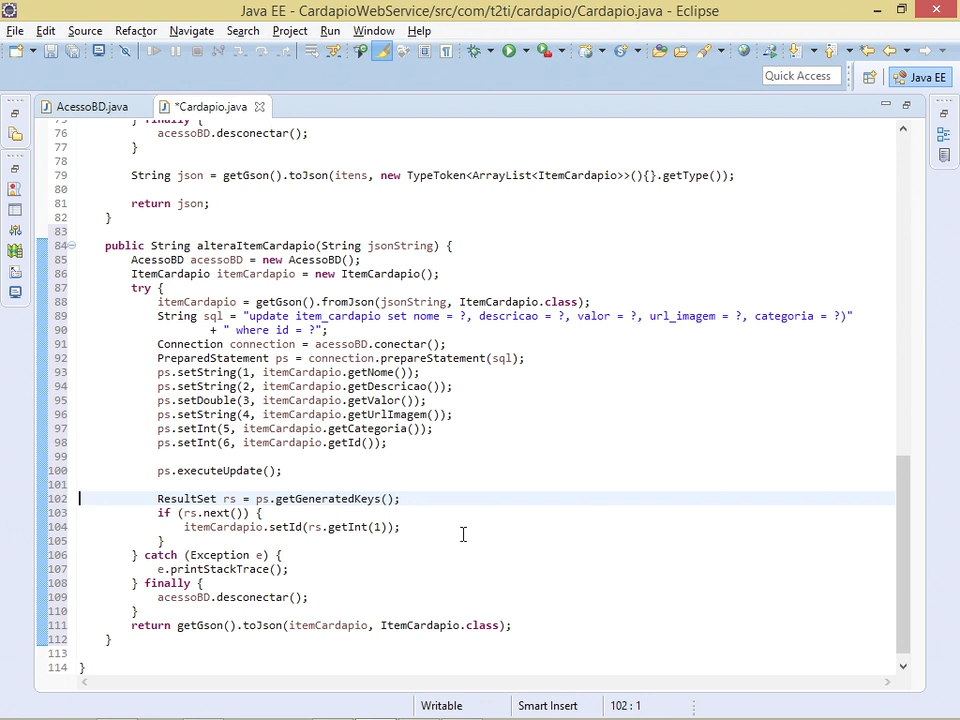 Java EE - CardapioWebService/src/com/t2ti/cardapio/Cardapio.java - Eclipse
File Edit Source Refactor Navigate Search Project Run Window Help
Quick Access
Java EE
AcessoBD.java
*Cardapio.java
75 } finally {
76 acessoBD.desconectar();
77 }
78
79 String json = getGson().toJson(itens, new TypeToken<ArrayList<ItemCardapio>>(){}.getType());
80
81 return json;
82 }
83
84 public String alteraItemCardapio(String jsonString) {
85 AcessoBD acessoBD = new AcessoBD();
86 ItemCardapio itemCardapio = new ItemCardapio();
87 try {
88 itemCardapio = getGson().fromJson(jsonString, ItemCardapio.class);
89 String sql = "update item_cardapio set nome = ?, descricao = ?, valor = ?, url_imagem = ?, categoria = ?)"
90 + " where id = ?";
91 Connection connection = acessoBD.conectar();
92 PreparedStatement ps = connection.prepareStatement(sql);
93 ps.setString(1, itemCardapio.getNome());
94 ps.setString(2, itemCardapio.getDescricao());
95 ps.setDouble(3, itemCardapio.getValor());
96 ps.setString(4, itemCardapio.getUrlImagem());
97 ps.setInt(5, itemCardapio.getCategoria());
98 ps.setInt(6, itemCardapio.getId());
99
100 ps.executeUpdate();
101
102 ResultSet rs = ps.getGeneratedKeys();
103 if (rs.next()) {
104 itemCardapio.setId(rs.getInt(1));
105 }
106 } catch (Exception e) {
107 e.printStackTrace();
108 } finally {
109 acessoBD.desconectar();
110 }
111 return getGson().toJson(itemCardapio, ItemCardapio.class);
112 }
113
114 }
Writable
Smart Insert
102 : 1